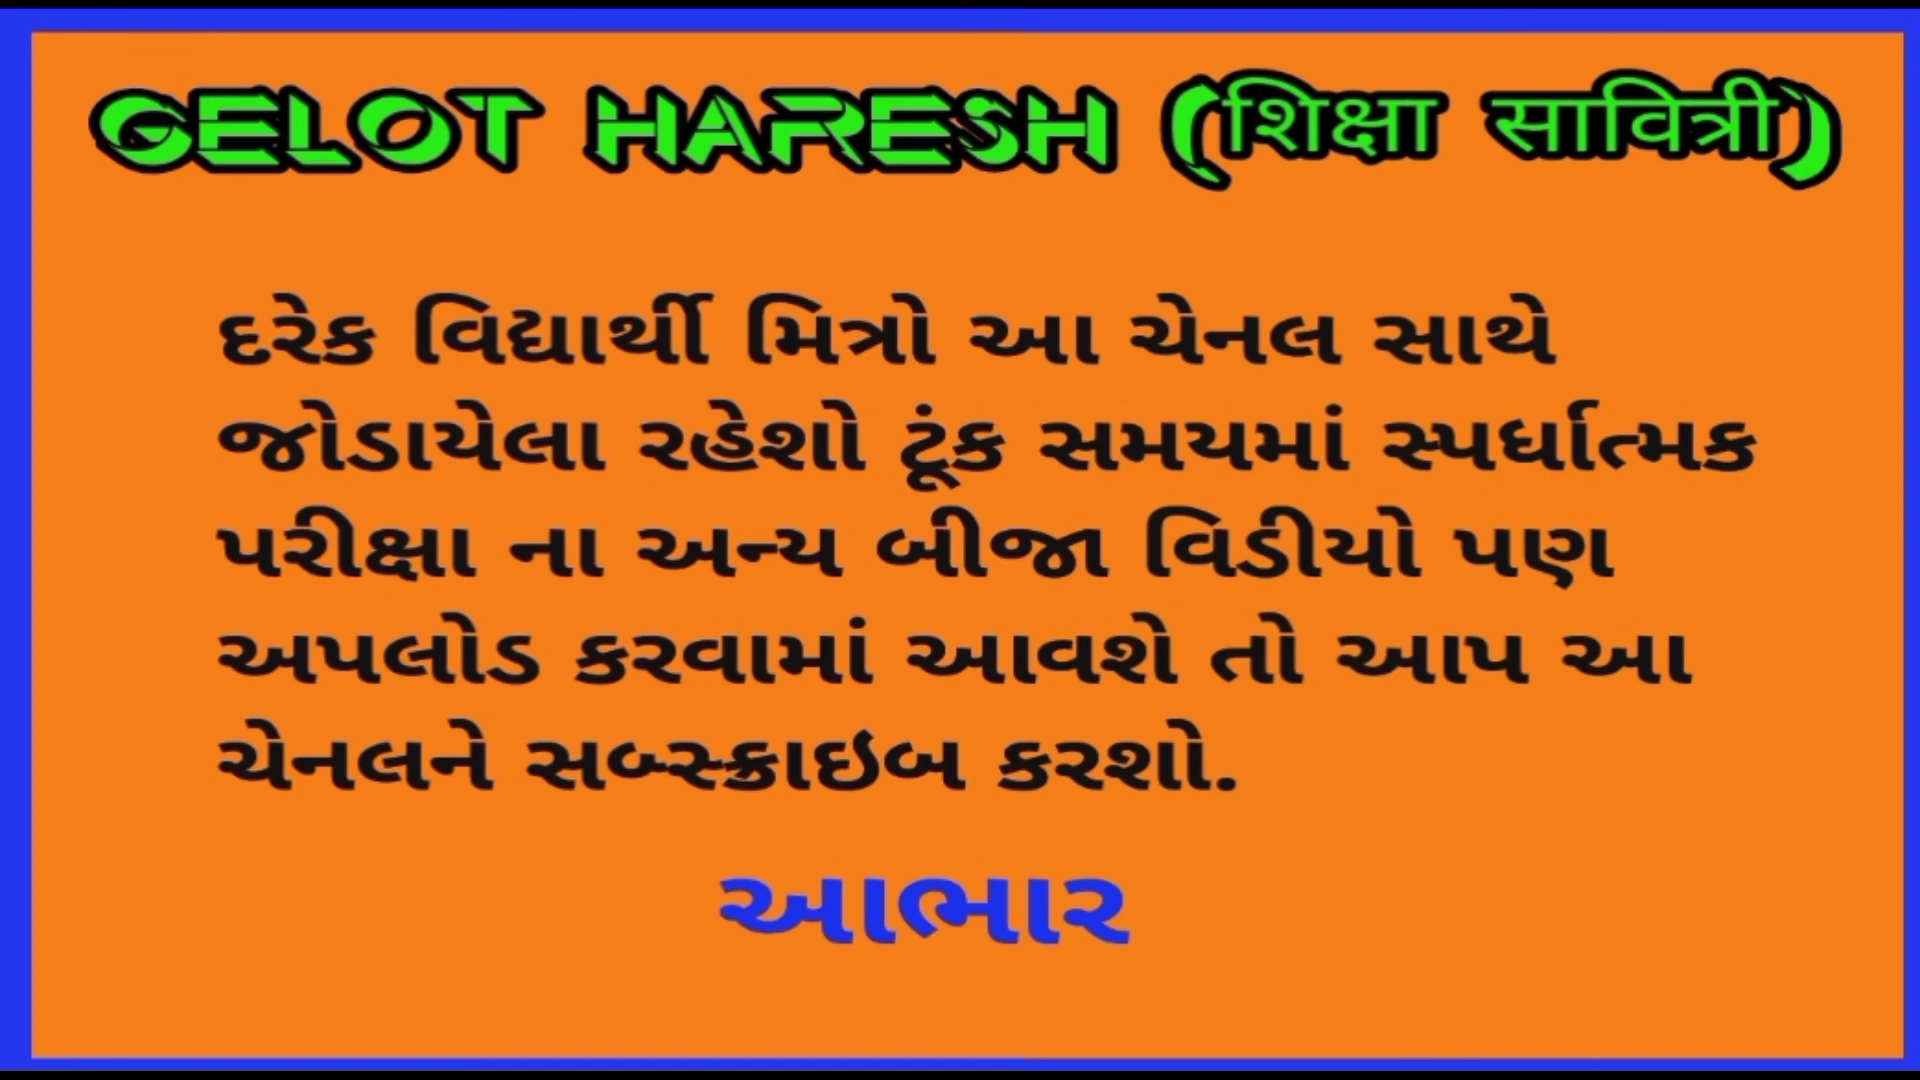 GELOT HARESH (शिक्षा सावित्री)
દરેક વિદ્યાર્થી મિત્રો આ ચેનલ સાથે
જોડાયેલા રહેશો ટૂંક સમયમાં સ્પર્ધાત્મક
પરીક્ષા ના અન્ય બીજા વિડીયો પણ
અપલોડ કરવામાં આવશે તો આપ આ
ચેનલને સબ્સ્ક્રાઇબ કરશો.
આભાર